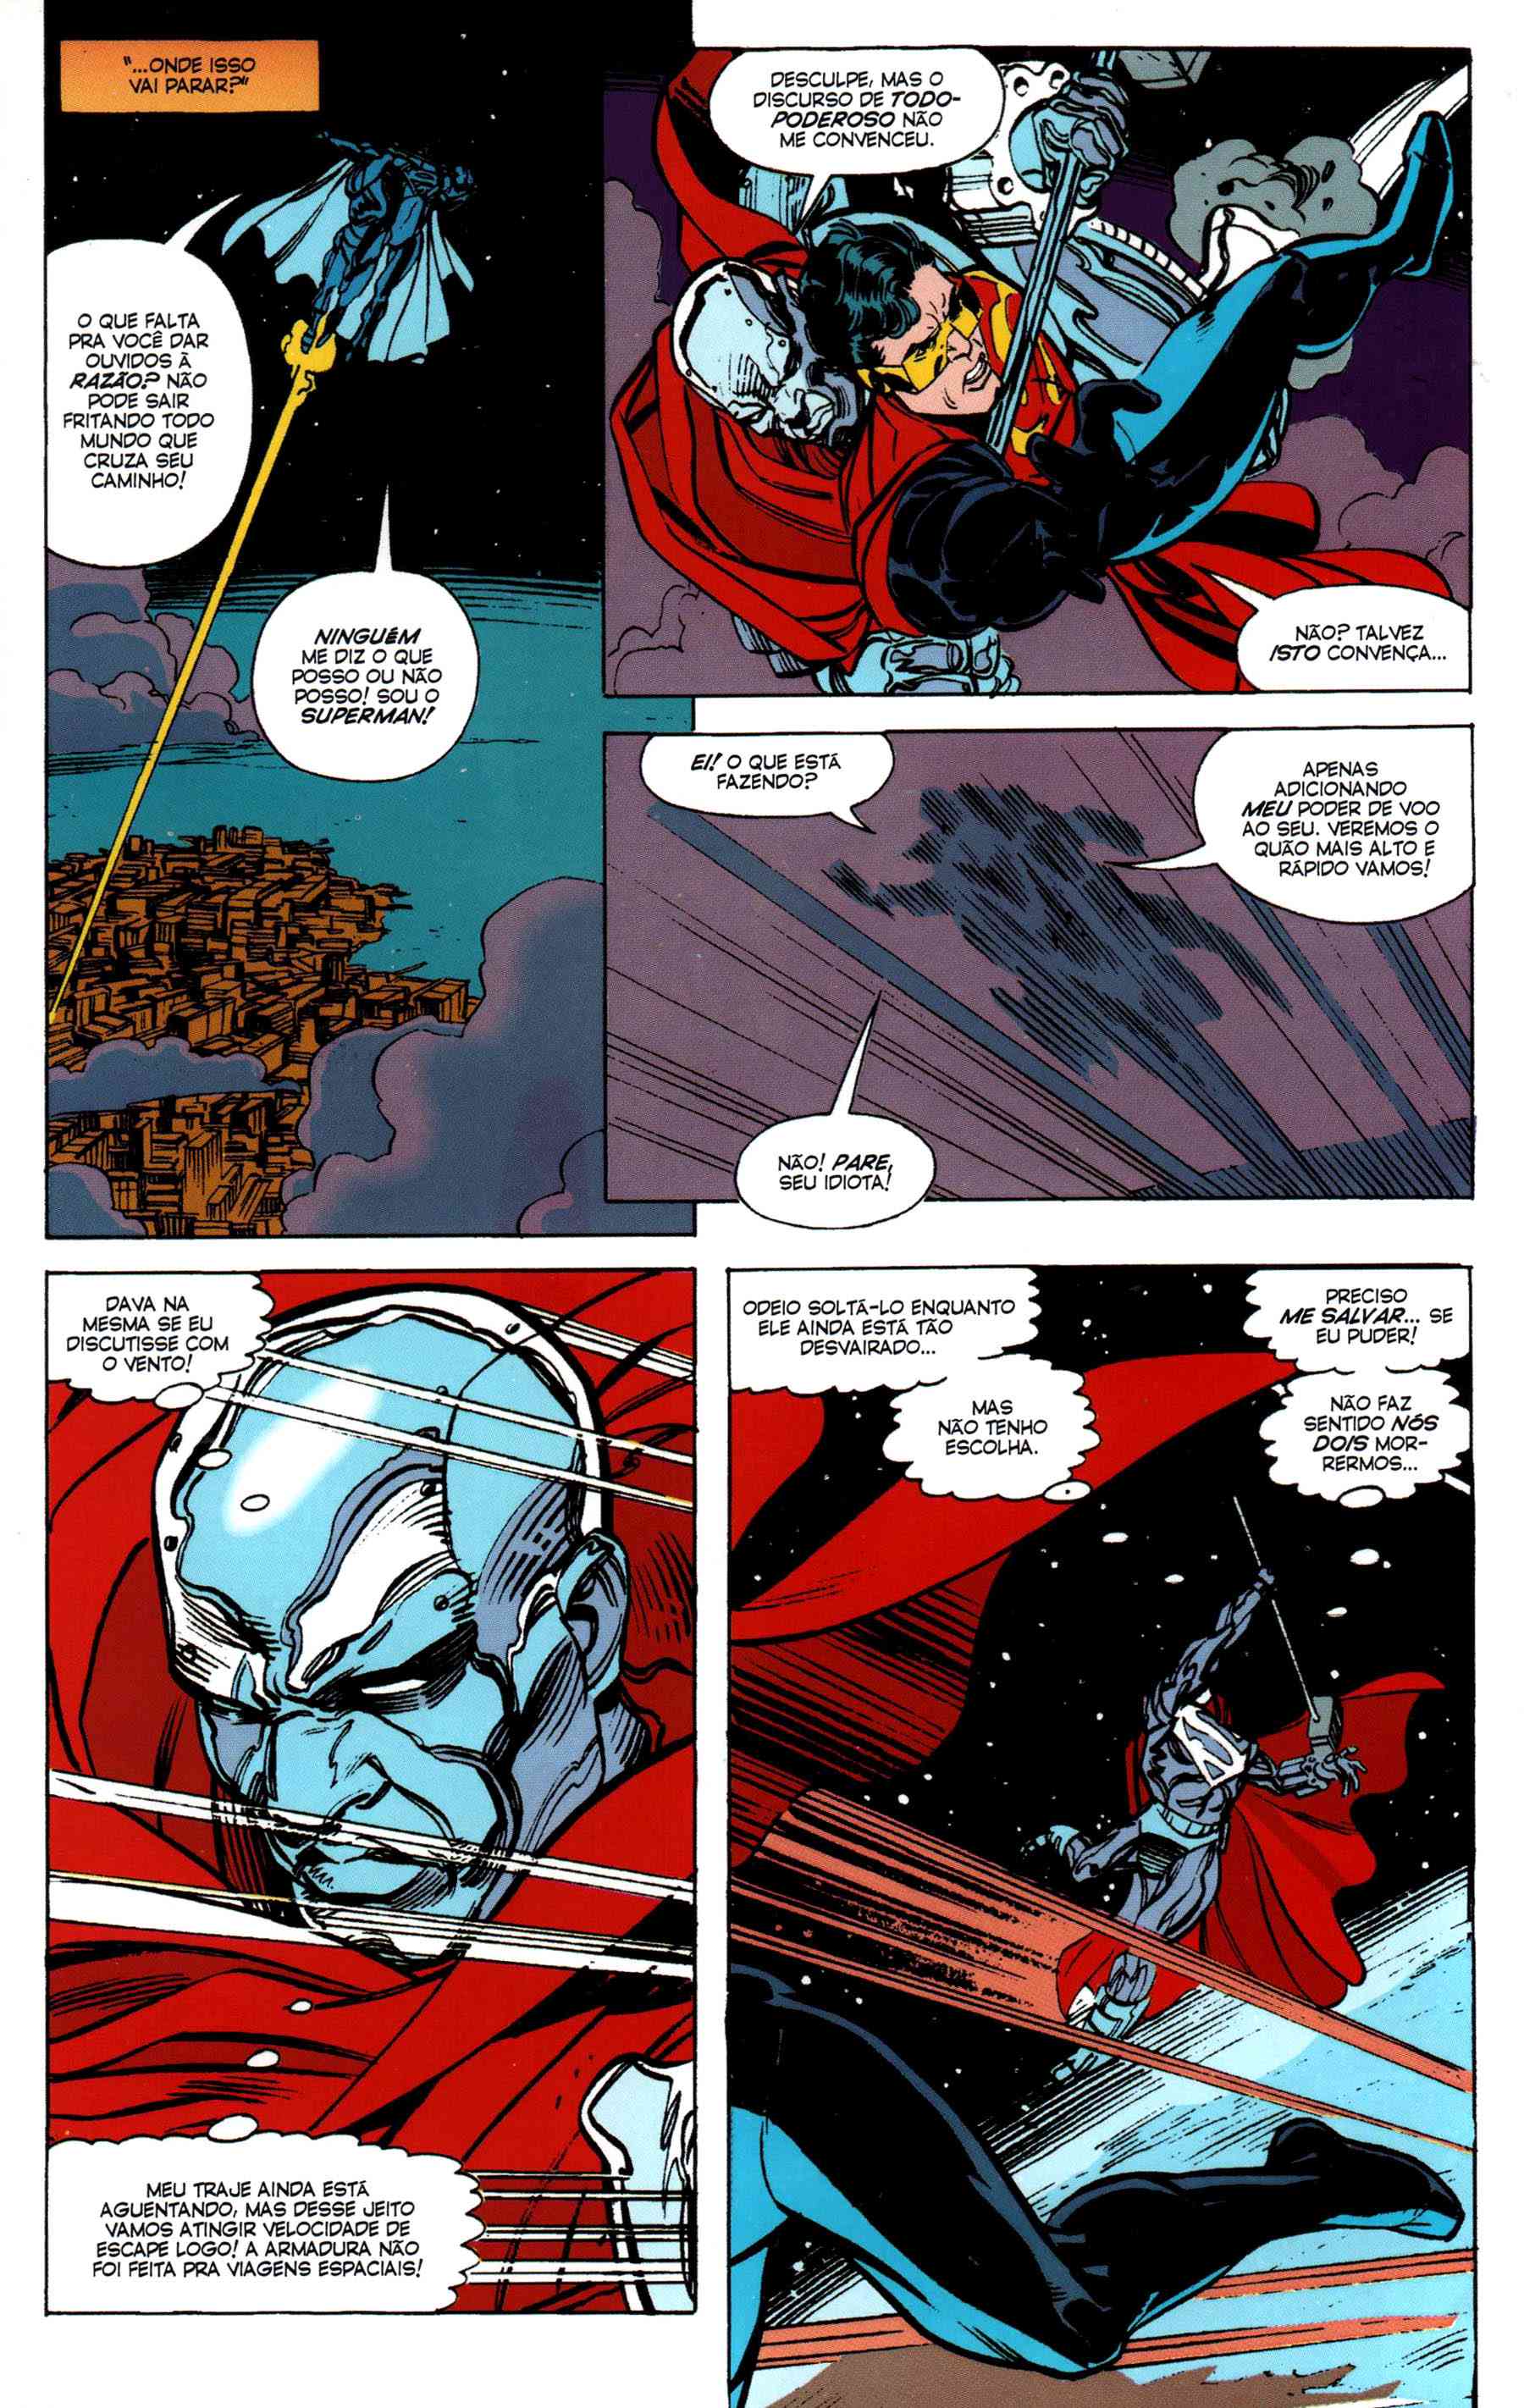 "...ONDE ISSO
VAI PARAR?"
O QUE FALTA
PRA VOCÊ DAR
OUVIDOS À
RAZÃO? NÃO
PODE SAIR
FRITANDO TODO
MUNDO QUE
CRUZA SEU
CAMINHO!
NINGUÉM
ME DIZ O QUE
POSSO OU NÃO
POSSO! SOU O
SUPERMAN!
DESCULPE, MAS O
DISCURSO DE TODO-
PODEROSO NÃO
ME CONVENCEU.
NÃO? TALVEZ
ISTO CONVENÇA...
EI! O QUE ESTÁ
FAZENDO?
APENAS
ADICIONANDO
MEU PODER DE VOO
AO SEU. VEREMOS O
QUÃO MAIS ALTO E
RÁPIDO VAMOS!
NÃO! PARE,
SEU IDIOTA!
DAVA NA
MESMA SE EU
DISCUTISSE COM
O VENTO!
MEU TRAJE AINDA ESTÁ
AGUENTANDO, MAS DESSE JEITO
VAMOS ATINGIR VELOCIDADE DE
ESCAPE LOGO! A ARMADURA NÃO
FOI FEITA PRA VIAGENS ESPACIAIS!
ODEIO SOLTÁ-LO ENQUANTO
ELE AINDA ESTÁ TÃO
DESVAIRADO...
MAS
NÃO TENHO
ESCOLHA.
PRECISO
ME SALVAR... SE
EU PUDER!
NÃO FAZ
SENTIDO NÓS
DOIS MOR-
RERMOS...